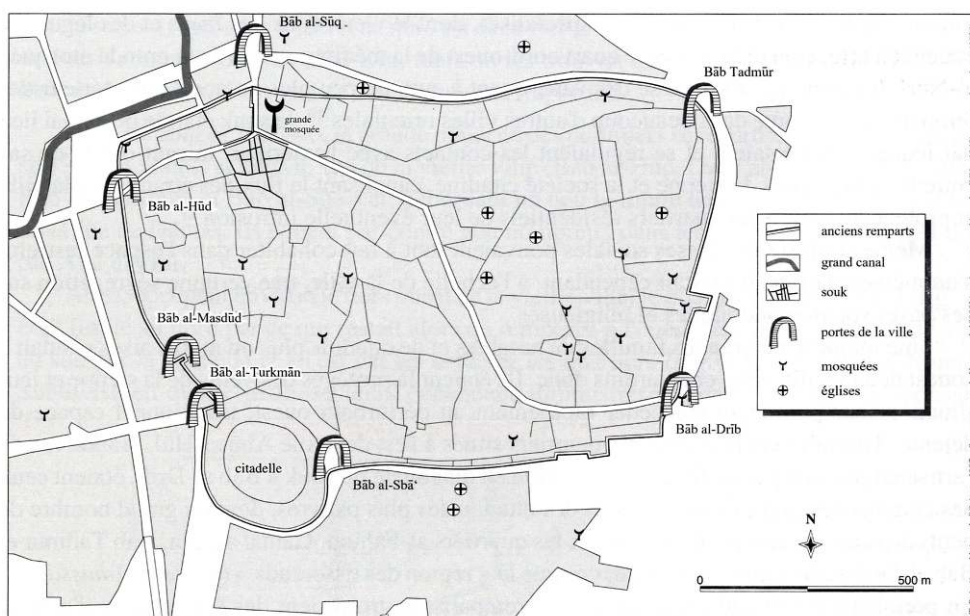 Bāb al-Sūq
Bāb Tadmūr
grande
mosquée
Bāb al-Hūd
Bāb al-Masdūd
Bāb al-Turkmān
citadelle
Bāb al-Sbā‘
Bāb al-Drīb
anciens remparts
grand canal
souk
portes de la ville
mosquées
églises
N
0
500 m